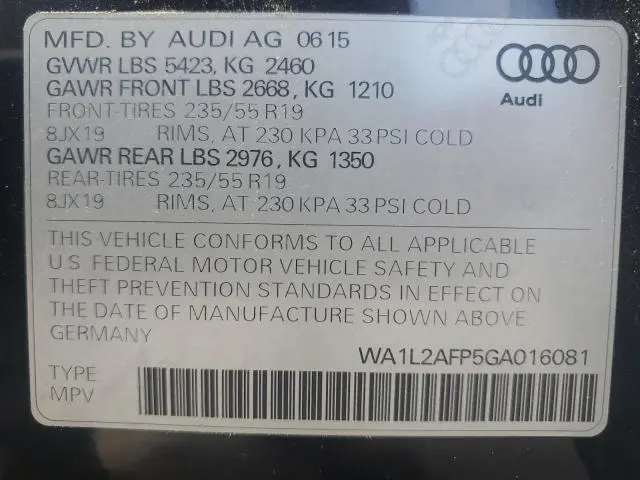 MFD. BY AUDI AG 0615
GVWR LBS 5423, KG 2460
GAWR FRONT LBS 2668, KG 1210
FRONT-TIRES 235/55 R19
8JX19 RIMS, AT 230 KPA 33 PSI COLD
GAWR REAR LBS 2976, KG 1350
REAR-TIRES 235/55 R19
8JX19 RIMS, AT 230 KPA 33 PSI COLD
Audi
THIS VEHICLE CONFORMS TO ALL APPLICABLE
U.S. FEDERAL MOTOR VEHICLE SAFETY AND
THEFT PREVENTION STANDARDS IN EFFECT ON
THE DATE OF MANUFACTURE SHOWN ABOVE.
GERMANY
WA1L2AFP5GA016081
TYPE
MPV